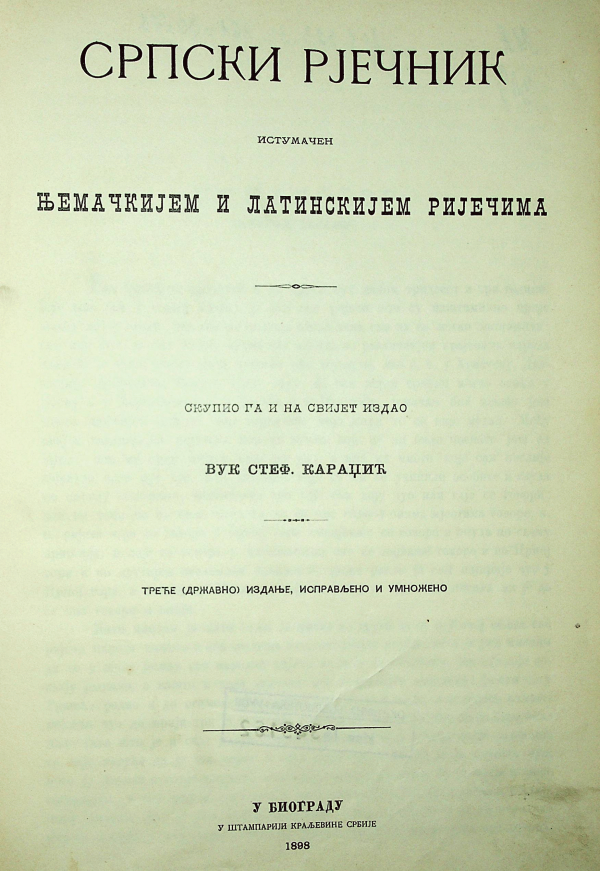 СРПСКИ РЈЕЧНИК
ИСТУМАЧЕН
ЊЕМАЧКИЈЕМ И ЛАТИНСКИЈЕМ РИЈЕЧИМА
СКУПИО ГА И НА СВИЈЕТ ИЗДАО
ВУК СТЕФ. КАРАЏИЋ
ТРЕЋЕ (ДРЖАВНО) ИЗДАЊЕ, ИСПРАВЉЕНО И УМНОЖЕНО
У БИОГРАДУ
У ШТАМПАРИЈИ КРАЉЕВИНЕ СРБИЈЕ
1898